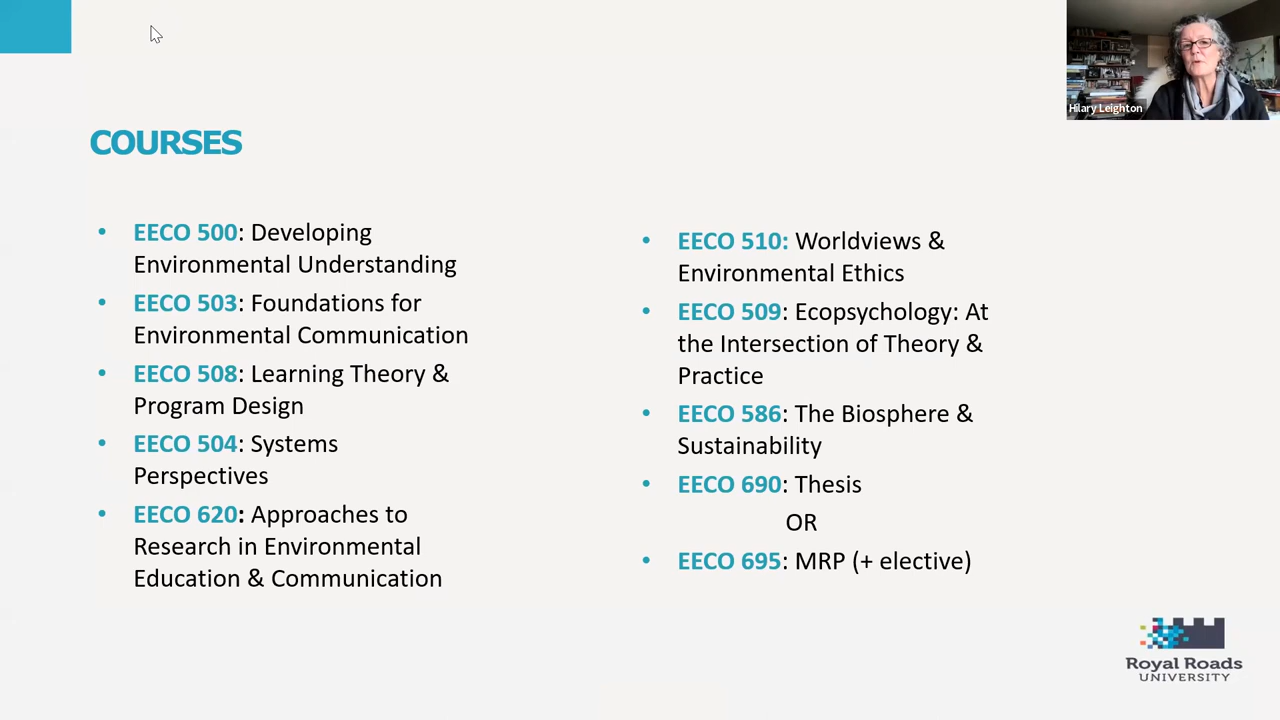 Hilary Leighton
COURSES
• EECO 500: Developing
Environmental Understanding
• EECO 503: Foundations for
Environmental Communication
• EECO 508: Learning Theory &
Program Design
• EECO 504: Systems
Perspectives
• EECO 620: Approaches to
Research in Environmental
Education & Communication
• EECO 510: Worldviews &
Environmental Ethics
• EECO 509: Ecopsychology: At
the Intersection of Theory &
Practice
• EECO 586: The Biosphere &
Sustainability
• EECO 690: Thesis
OR
• EECO 695: MRP (+ elective)
Royal Roads
UNIVERSITY